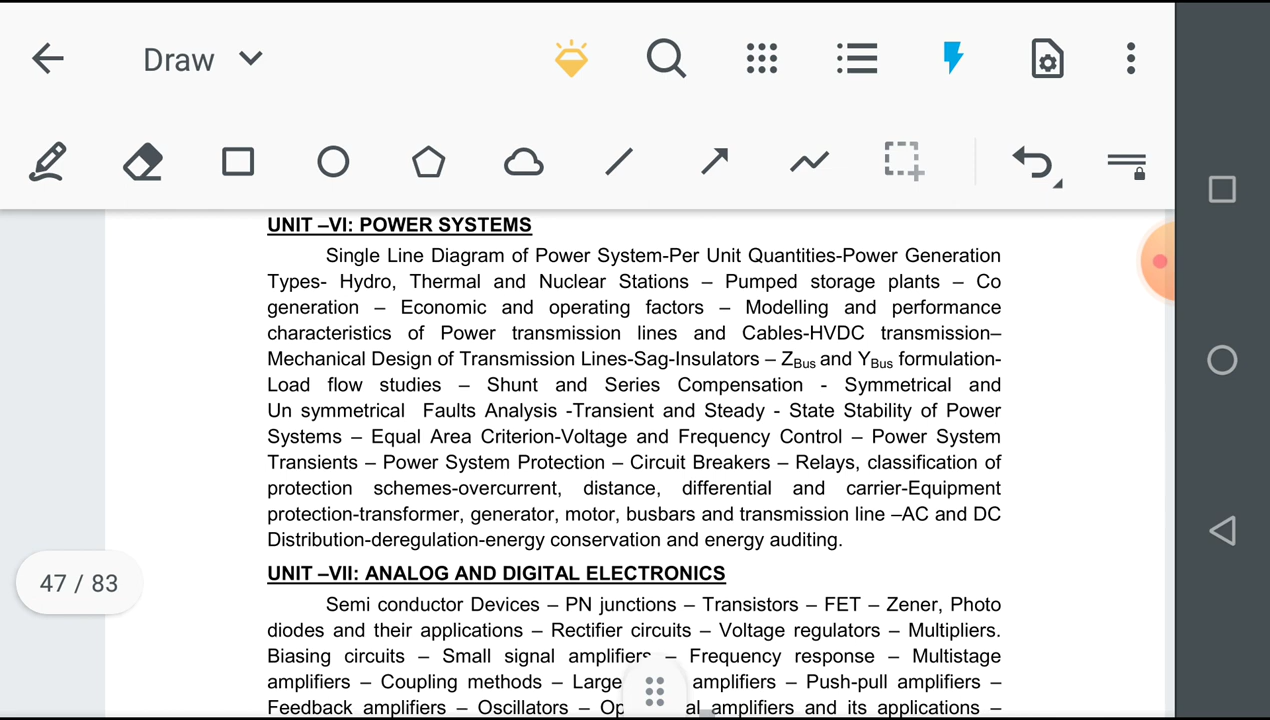 Draw
UNIT –VI: POWER SYSTEMS
Single Line Diagram of Power System-Per Unit Quantities-Power Generation
Types- Hydro, Thermal and Nuclear Stations – Pumped storage plants – Co
generation – Economic and operating factors – Modelling and performance
characteristics of Power transmission lines and Cables-HVDC transmission–
Mechanical Design of Transmission Lines-Sag-Insulators – ZBus and YBus formulation-
Load flow studies – Shunt and Series Compensation - Symmetrical and
Un symmetrical Faults Analysis -Transient and Steady - State Stability of Power
Systems – Equal Area Criterion-Voltage and Frequency Control – Power System
Transients – Power System Protection – Circuit Breakers – Relays, classification of
protection schemes-overcurrent, distance, differential and carrier-Equipment
protection-transformer, generator, motor, busbars and transmission line –AC and DC
Distribution-deregulation-energy conservation and energy auditing.
47 / 83
UNIT –VII: ANALOG AND DIGITAL ELECTRONICS
Semi conductor Devices – PN junctions – Transistors – FET – Zener, Photo
diodes and their applications – Rectifier circuits – Voltage regulators – Multipliers.
Biasing circuits – Small signal amplifiers – Frequency response – Multistage
amplifiers – Coupling methods – Large amplifiers – Push-pull amplifiers –
Feedback amplifiers – Oscillators – amplifiers and its applications –